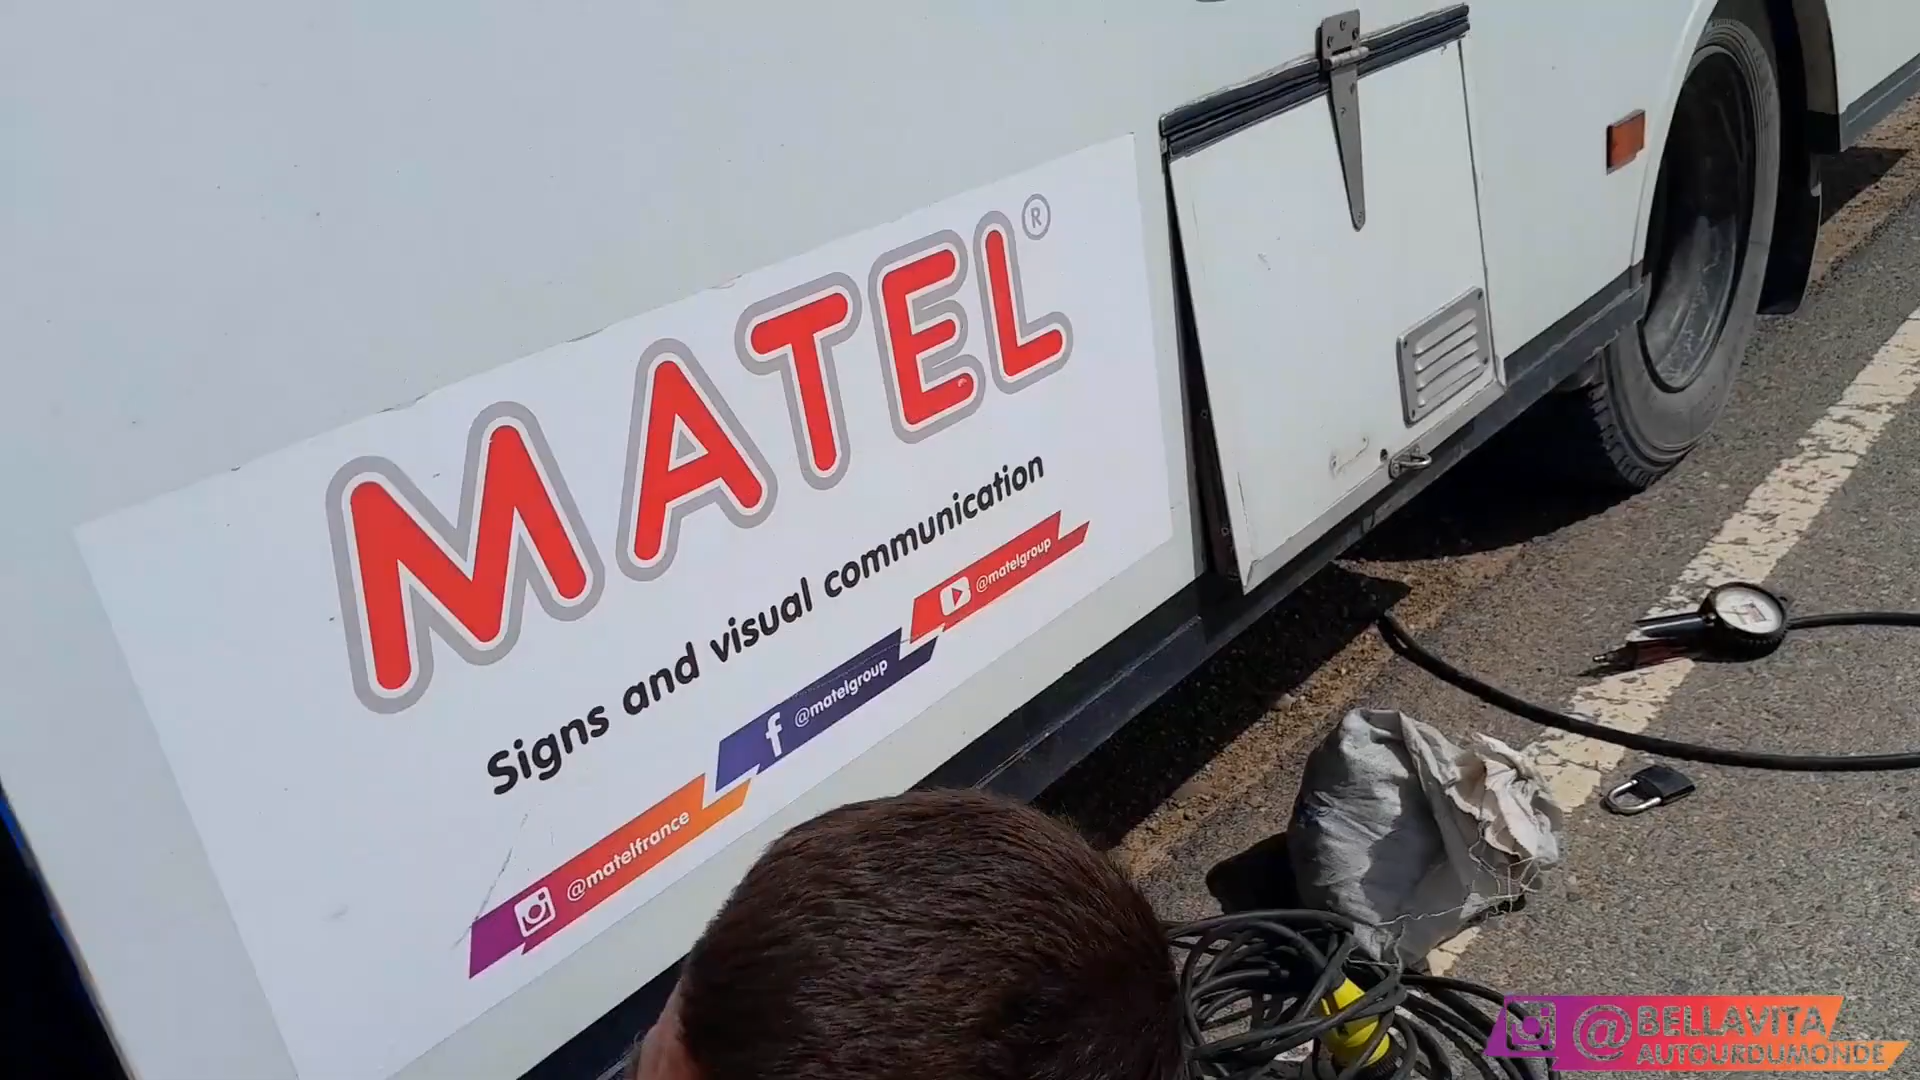 MATEL®
Signs and visual communication
@matelfrance
@matelgroup
@matelgroup
@BELLAVITA
AUTOURDUMONDE